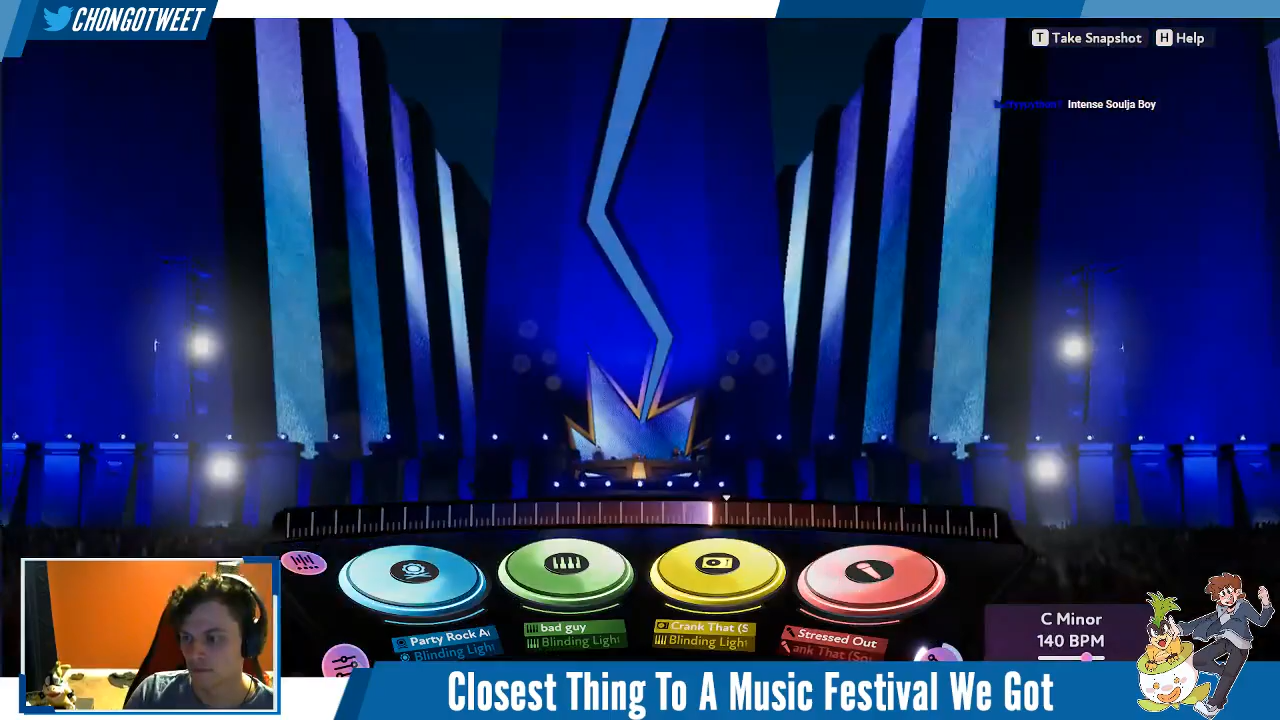 CHONGOTWEET
T Take Snapshot H Help
Intense Soulja Boy
Party Rock A
Blinding Ligh
bad guy
Blinding Ligh
Crank That (S
Blinding Ligh
Stressed Out
ank That (So
C Minor
140 BPM
Closest Thing To A Music Festival We Got